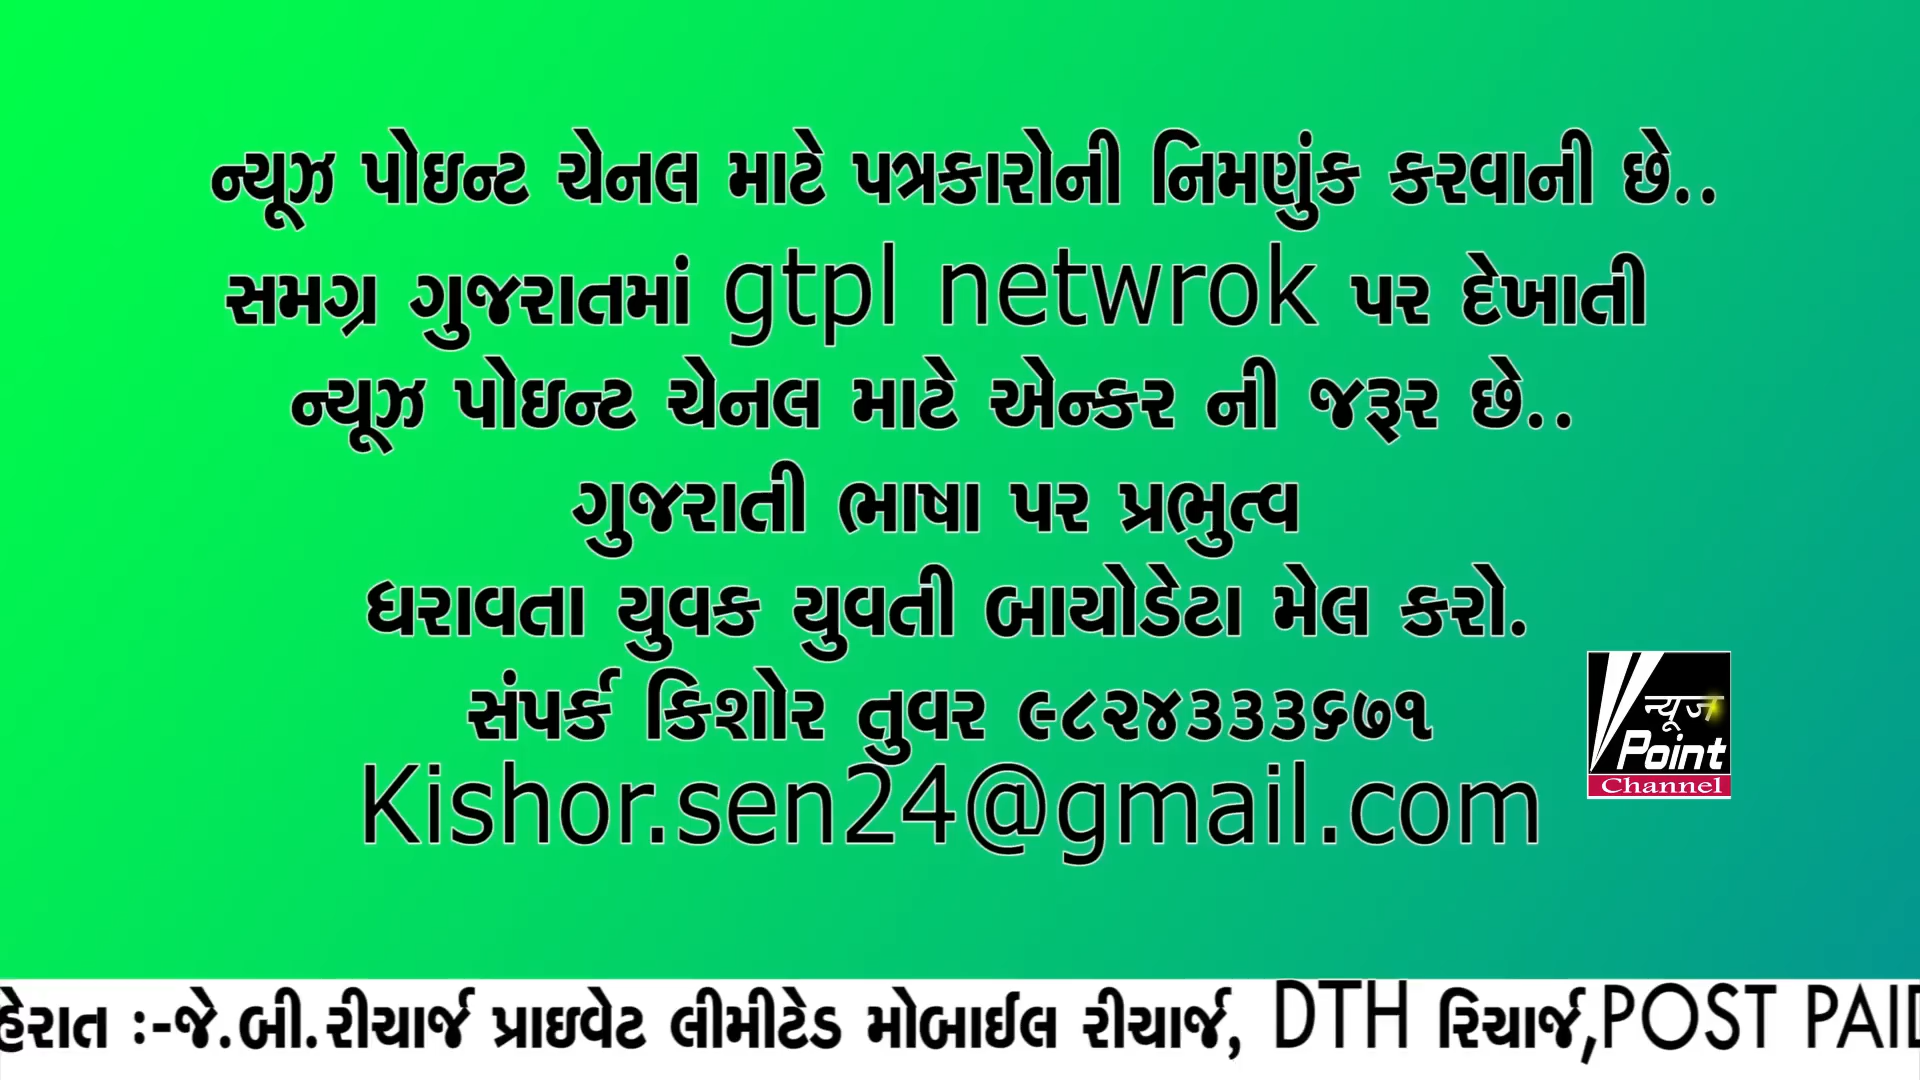 ન્યૂઝ પોઇન્ટ ચેનલ માટે પત્રકારોની નિમણુંક કરવાની છે..
સમગ્ર ગુજરાતમાં gtpl netwrok પર દેખાતી
ન્યૂઝ પોઇન્ટ ચેનલ માટે એન્કર ની જરૂર છે..
ગુજરાતી ભાષા પર પ્રભુત્વ
ધરાવતા યુવક યુવતી બાયોડેટા મેલ કરો.
સંપર્ક કિશોર તુવર ૯૮૨૪૩૩૩૬૭૧
Kishor.sen24@gmail.com
न्यूज
Point
Channel
હેરાત :-જે.બી.રીચાર્જ પ્રાઇવેટ લીમીટેડ મોબાઈલ રીચાર્જ, DTH રિચાર્જ,POST PAID